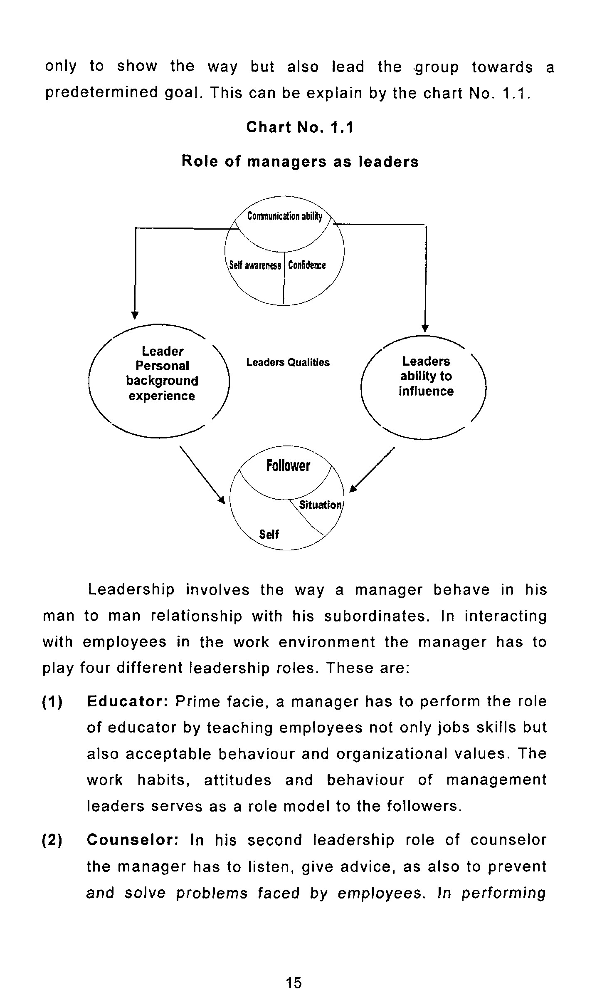 only to show the way but also lead the group towards a
predetermined goal. This can be explain by the chart No. 1.1.
Chart No. 1.1
Role of managers as leaders
Communication ability
Self awareness Confidence
Leader
Personal
background
experience
Leaders Qualities
Leaders
ability to
influence
Follower
Situation
Self
Leadership involves the way a manager behave in his
man to man relationship with his subordinates. In interacting
with employees in the work environment the manager has to
play four different leadership roles. These are:
(1) Educator: Prime facie, a manager has to perform the role
of educator by teaching employees not only jobs skills but
also acceptable behaviour and organizational values. The
work habits, attitudes and behaviour of management
leaders serves as a role model to the followers.
(2) Counselor: In his second leadership role of counselor
the manager has to listen, give advice, as also to prevent
and solve problems faced by employees. In performing
15